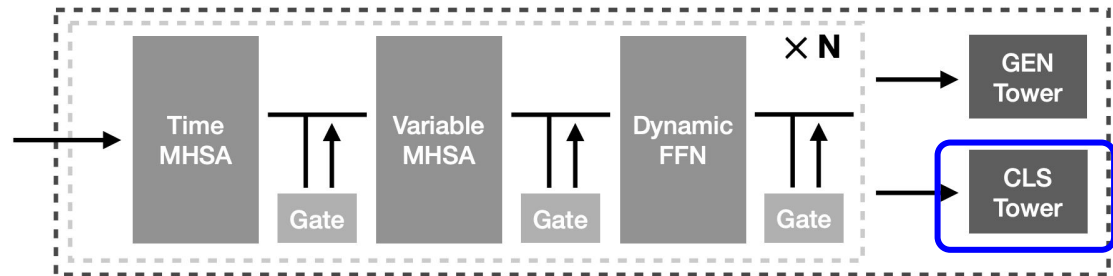 Time
MHSA
Gate
Variable
MHSA
Gate
Dynamic
FFN
Gate
× N
GEN
Tower
CLS
Tower